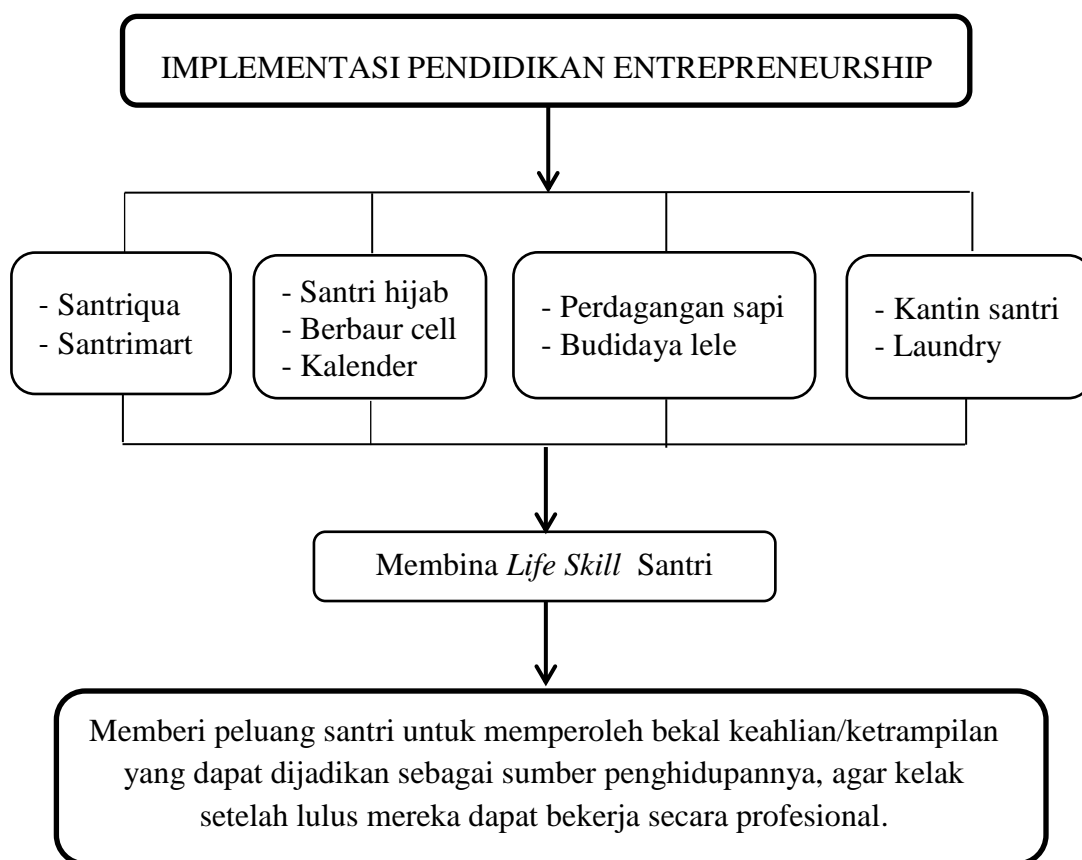 IMPLEMENTASI PENDIDIKAN ENTREPRENEURSHIP
- Santriqua
- Santrimart
- Santri hijab
- Berbaur cell
- Kalender
- Perdagangan sapi
- Budidaya lele
- Kantin santri
- Laundry
Membina Life Skill Santri
Memberi peluang santri untuk memperoleh bekal keahlian/ketrampilan
yang dapat dijadikan sebagai sumber penghidupannya, agar kelak
setelah lulus mereka dapat bekerja secara profesional.